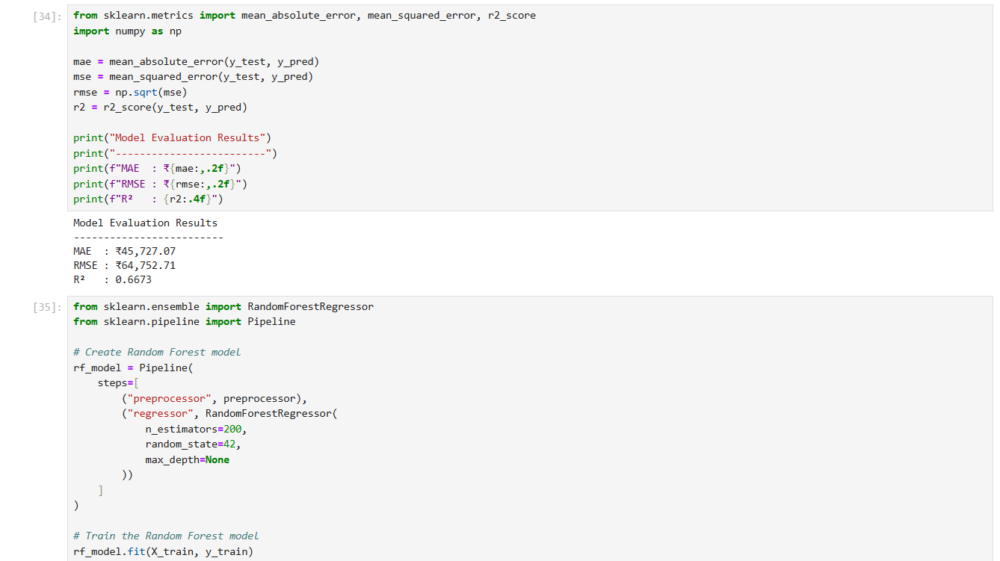 [34]: from sklearn.metrics import mean_absolute_error, mean_squared_error, r2_score
import numpy as np
mae = mean_absolute_error(y_test, y_pred)
mse = mean_squared_error(y_test, y_pred)
rmse = np.sqrt(mse)
r2 = r2_score(y_test, y_pred)
print("Model Evaluation Results")
print("-------------------------")
print(f"MAE  : ₹{mae:,.2f}")
print(f"RMSE : ₹{rmse:,.2f}")
print(f"R²   : {r2:.4f}")
Model Evaluation Results
-------------------------
MAE  : ₹45,727.07
RMSE : ₹64,752.71
R²   : 0.6673
[35]: from sklearn.ensemble import RandomForestRegressor
from sklearn.pipeline import Pipeline
# Create Random Forest model
rf_model = Pipeline(
    steps=[
        ("preprocessor", preprocessor),
        ("regressor", RandomForestRegressor(
            n_estimators=200,
            random_state=42,
            max_depth=None
        ))
    ]
)
# Train the Random Forest model
rf_model.fit(X_train, y_train)